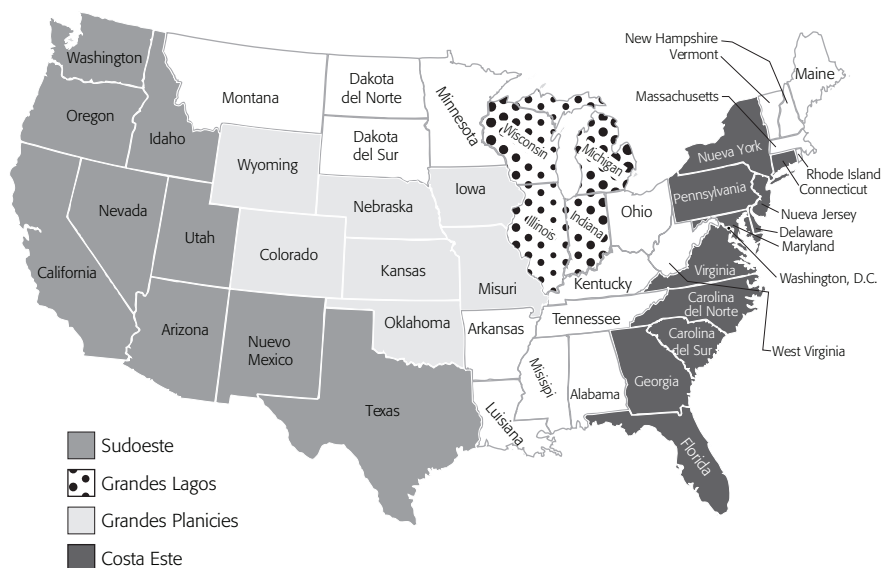 New Hampshire
Vermont
Washington
Maine
Montana
Dakota
del Norte
Minnesota
Massachusetts
Oregon
Idaho
Wisconsin
Michigan
Nueva York
Dakota
del Sur
Wyoming
Rhode Island
Connecticut
Iowa
Pennsylvania
Nebraska
Nevada
Ohio
Nueva Jersey
Utah
Illinois
Indiana
Delaware
Maryland
Colorado
California
Kansas
Misuri
Kentucky
Virginia
Washington, D.C.
Carolina
del Norte
Arizona
Oklahoma
Arkansas
Tennessee
Nuevo
Mexico
Carolina
del Sur
West Virginia
Misisipi
Georgia
Alabama
Texas
Luisiana
Florida
Sudoeste
Grandes Lagos
Grandes Planicies
Costa Este